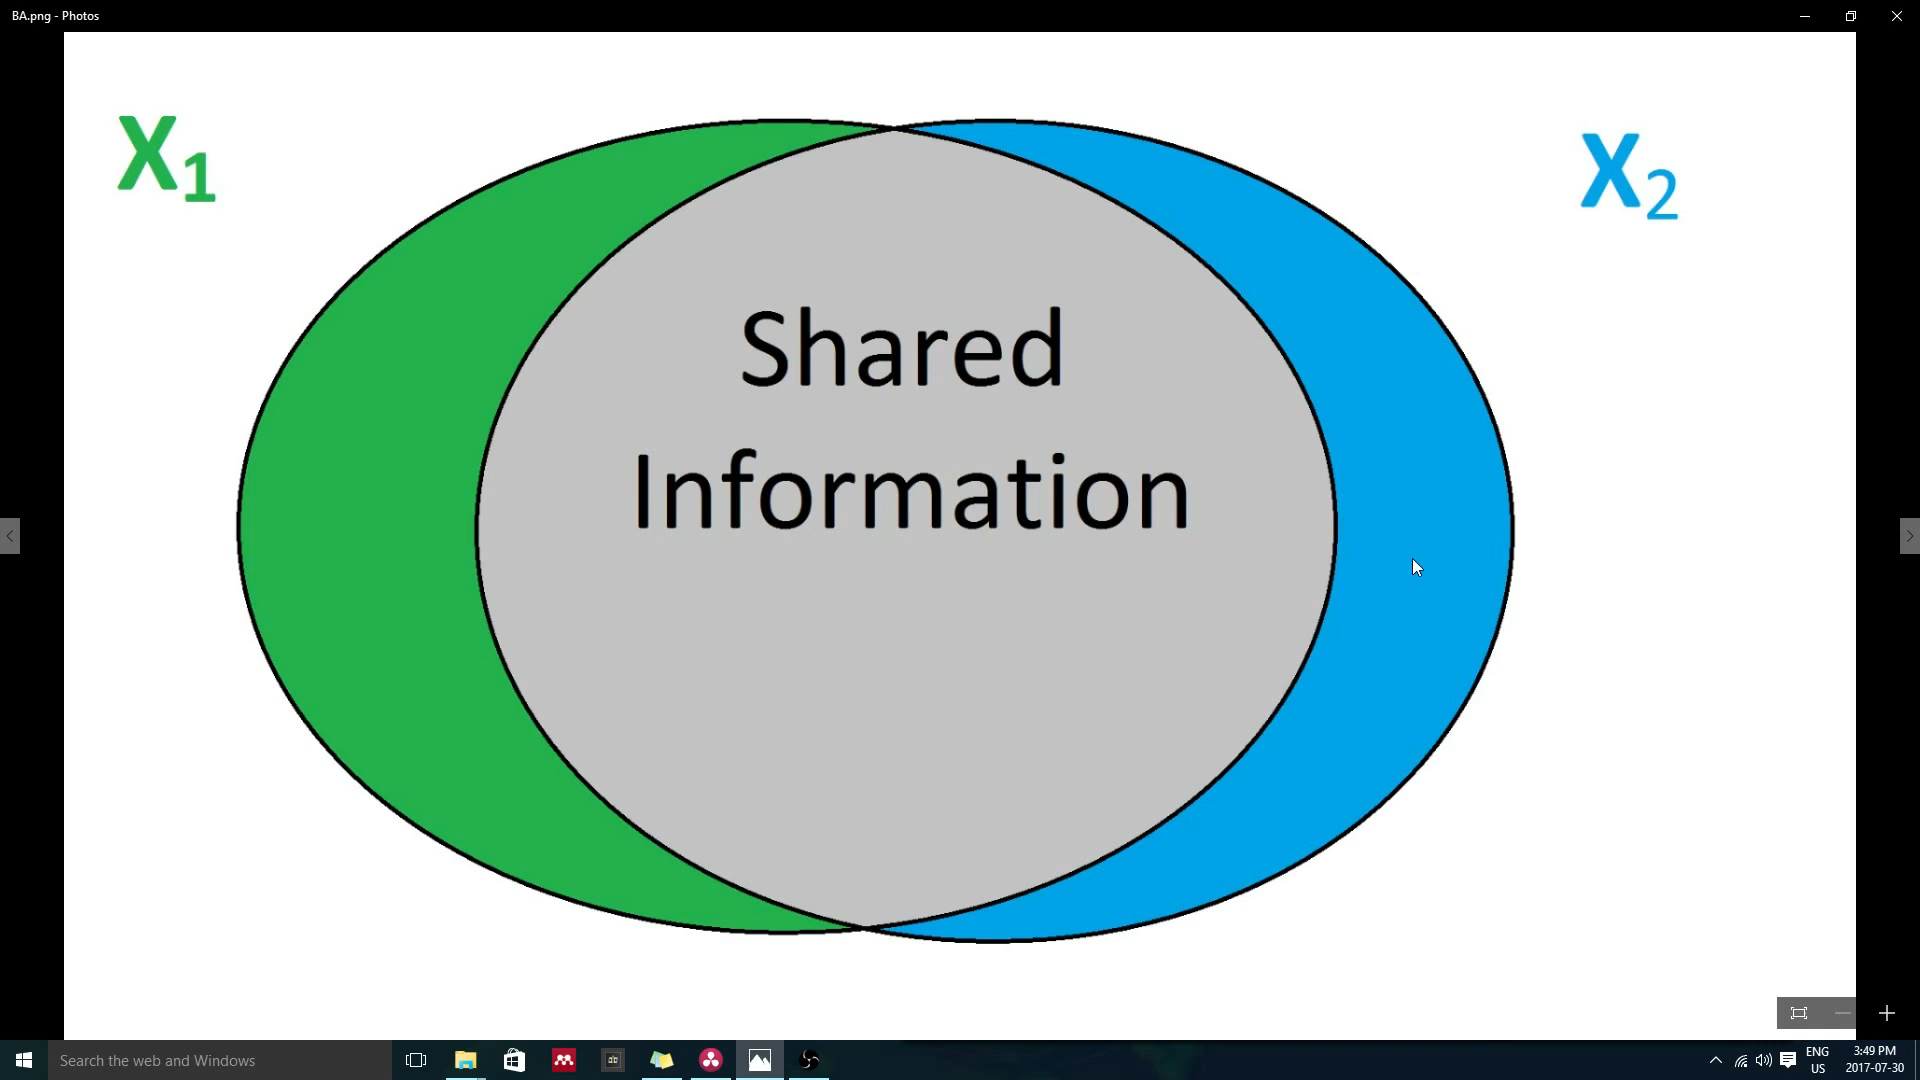 BA.png - Photos
X1
X2
Shared
Information
Search the web and Windows
ENG
US
3:49 PM
2017-07-30